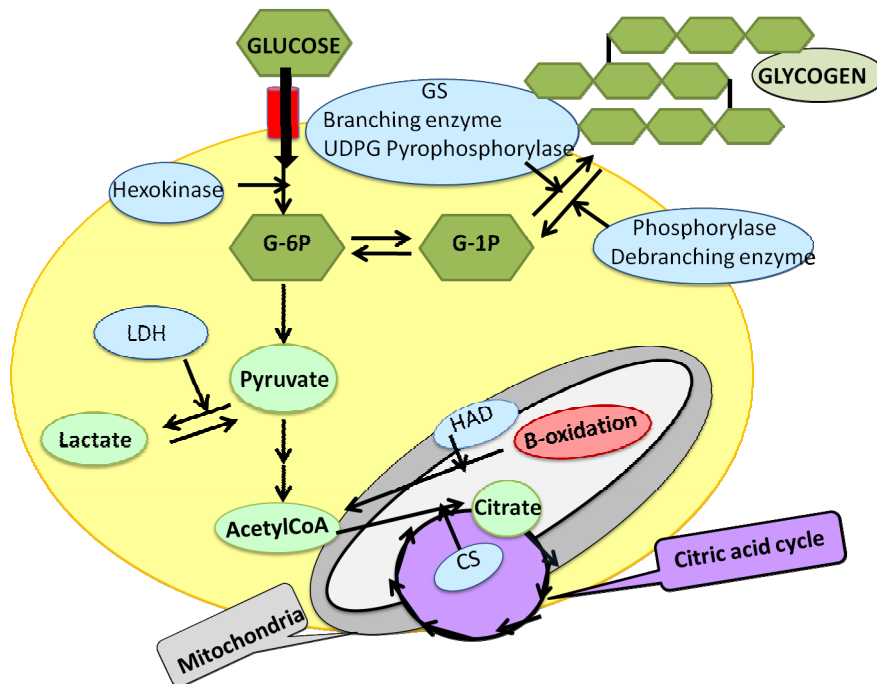 GLUCOSE
GLYCOGEN
GS
Branching enzyme
UDPG Pyrophosphorylase
Hexokinase
G-6P
G-1P
Phosphorylase
Debranching enzyme
LDH
Pyruvate
Lactate
HAD
B-oxidation
AcetylCoA
Citrate
CS
Citric acid cycle
Mitochondria